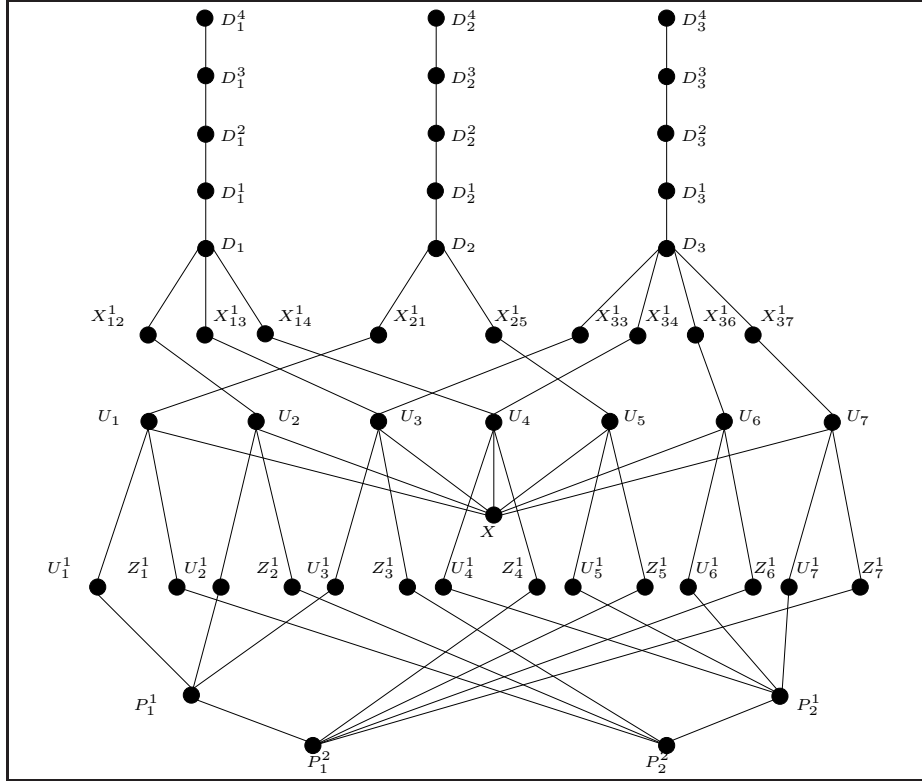 D_1^4 D_2^4 D_3^4
D_1^3 D_2^3 D_3^3
D_1^2 D_2^2 D_3^2
D_1^1 D_2^1 D_3^1
D_1 D_2 D_3
X_{12}^1 X_{13}^1 X_{14}^1 X_{21}^1 X_{25}^1 X_{33}^1 X_{34}^1 X_{36}^1 X_{37}^1
U_1 U_2 U_3 U_4 U_5 U_6 U_7
X
U_1^1 Z_1^1 U_2^1 Z_2^1 U_3^1 Z_3^1 U_4^1 Z_4^1 U_5^1 Z_5^1 U_6^1 Z_6^1 U_7^1 Z_7^1
P_1^1 P_2^1
P_1^2 P_2^2